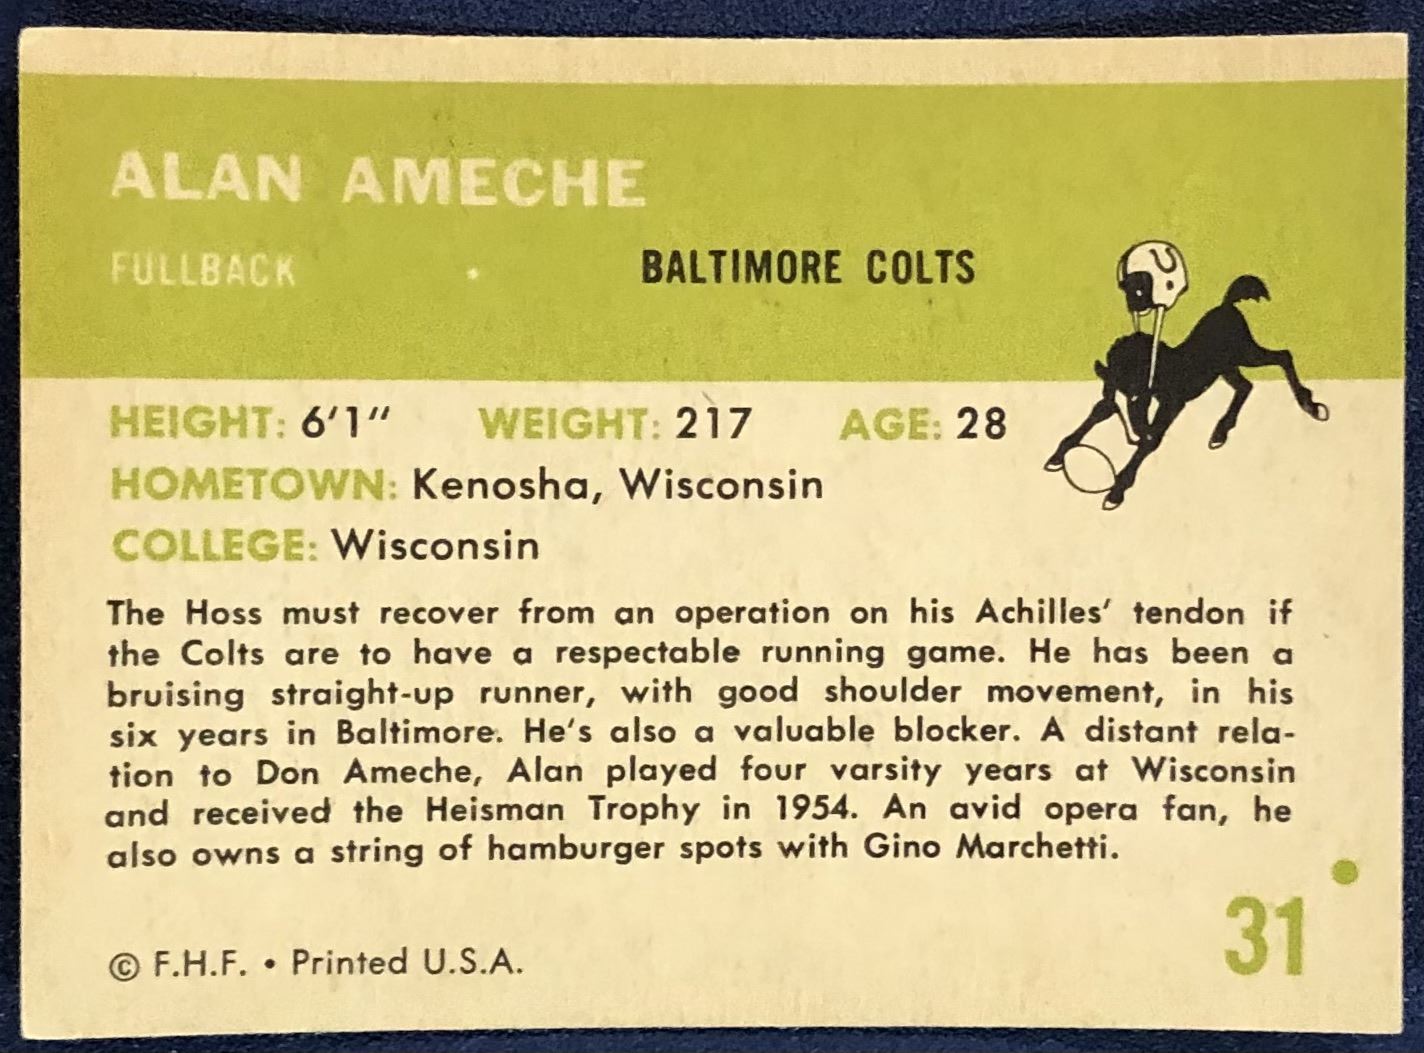 ALAN AMECHE
FULLBACK BALTIMORE COLTS
HEIGHT: 6'1" WEIGHT: 217 AGE: 28
HOMETOWN: Kenosha, Wisconsin
COLLEGE: Wisconsin
The Hoss must recover from an operation on his Achilles' tendon if
the Colts are to have a respectable running game. He has been a
bruising straight-up runner, with good shoulder movement, in his
six years in Baltimore. He's also a valuable blocker. A distant rela-
tion to Don Ameche, Alan played four varsity years at Wisconsin
and received the Heisman Trophy in 1954. An avid opera fan, he
also owns a string of hamburger spots with Gino Marchetti.
31
© F.H.F. • Printed U.S.A.